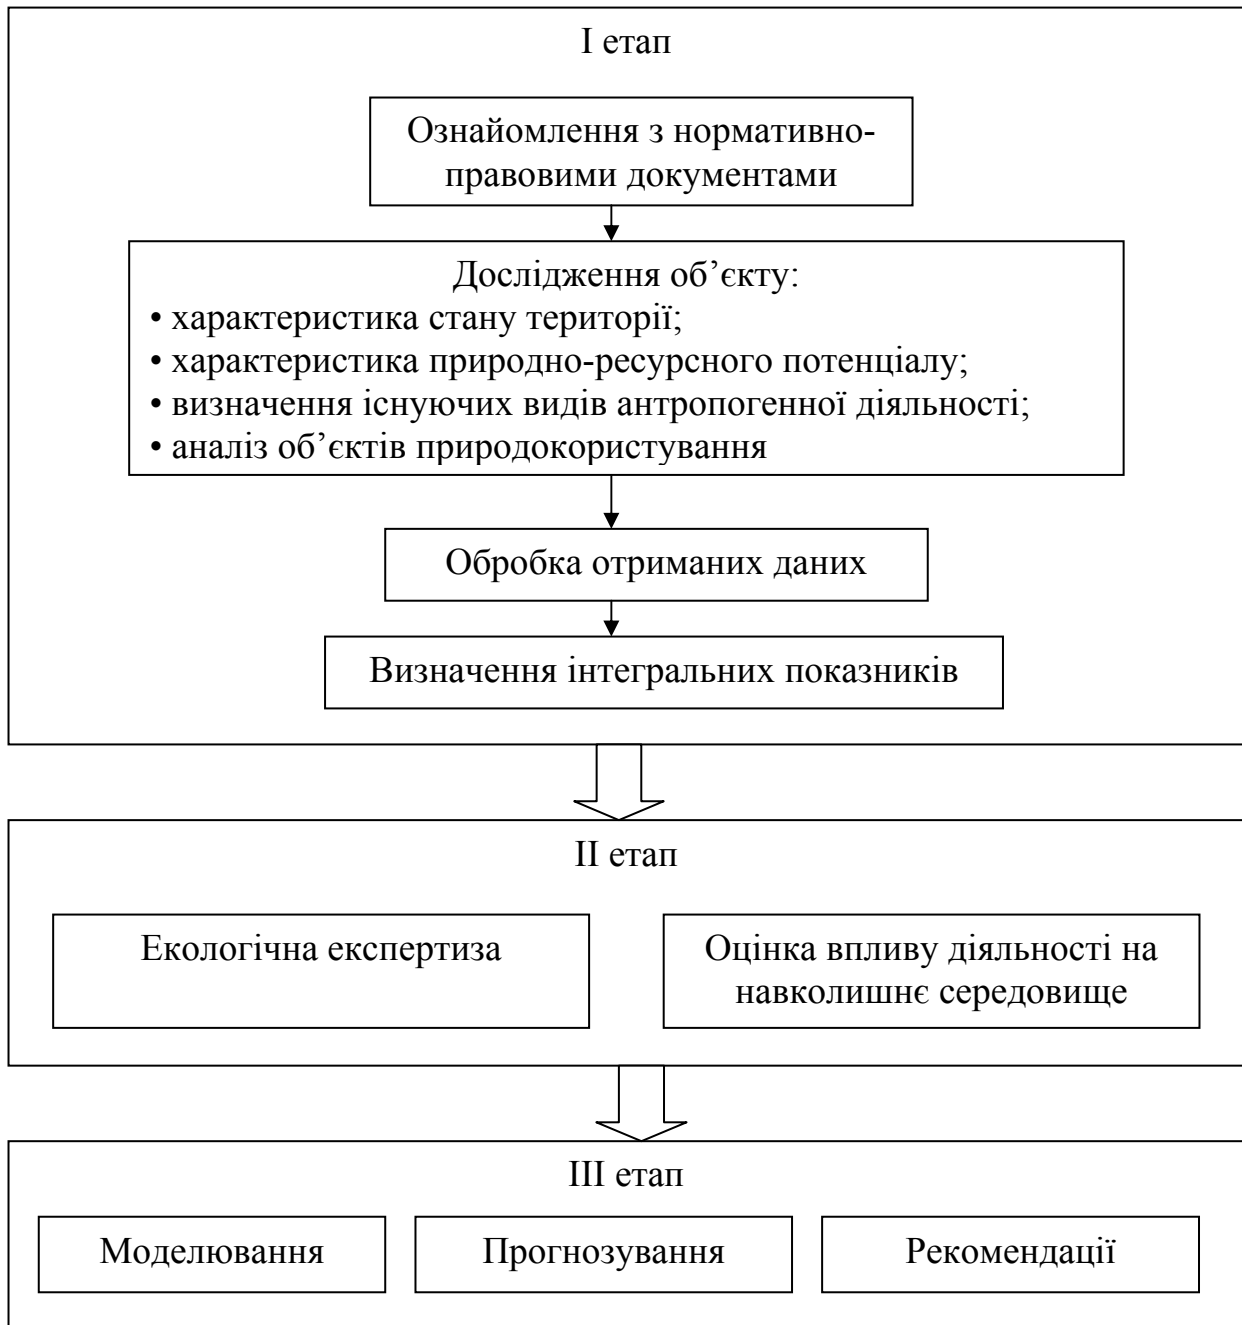 І етап
Ознайомлення з нормативно-
правовими документами
Дослідження об’єкту:
• характеристика стану території;
• характеристика природно-ресурсного потенціалу;
• визначення існуючих видів антропогенної діяльності;
• аналіз об’єктів природокористування
Обробка отриманих даних
Визначення інтегральних показників
ІІ етап
Екологічна експертиза
Оцінка впливу діяльності на
навколишнє середовище
ІІІ етап
Моделювання
Прогнозування
Рекомендації